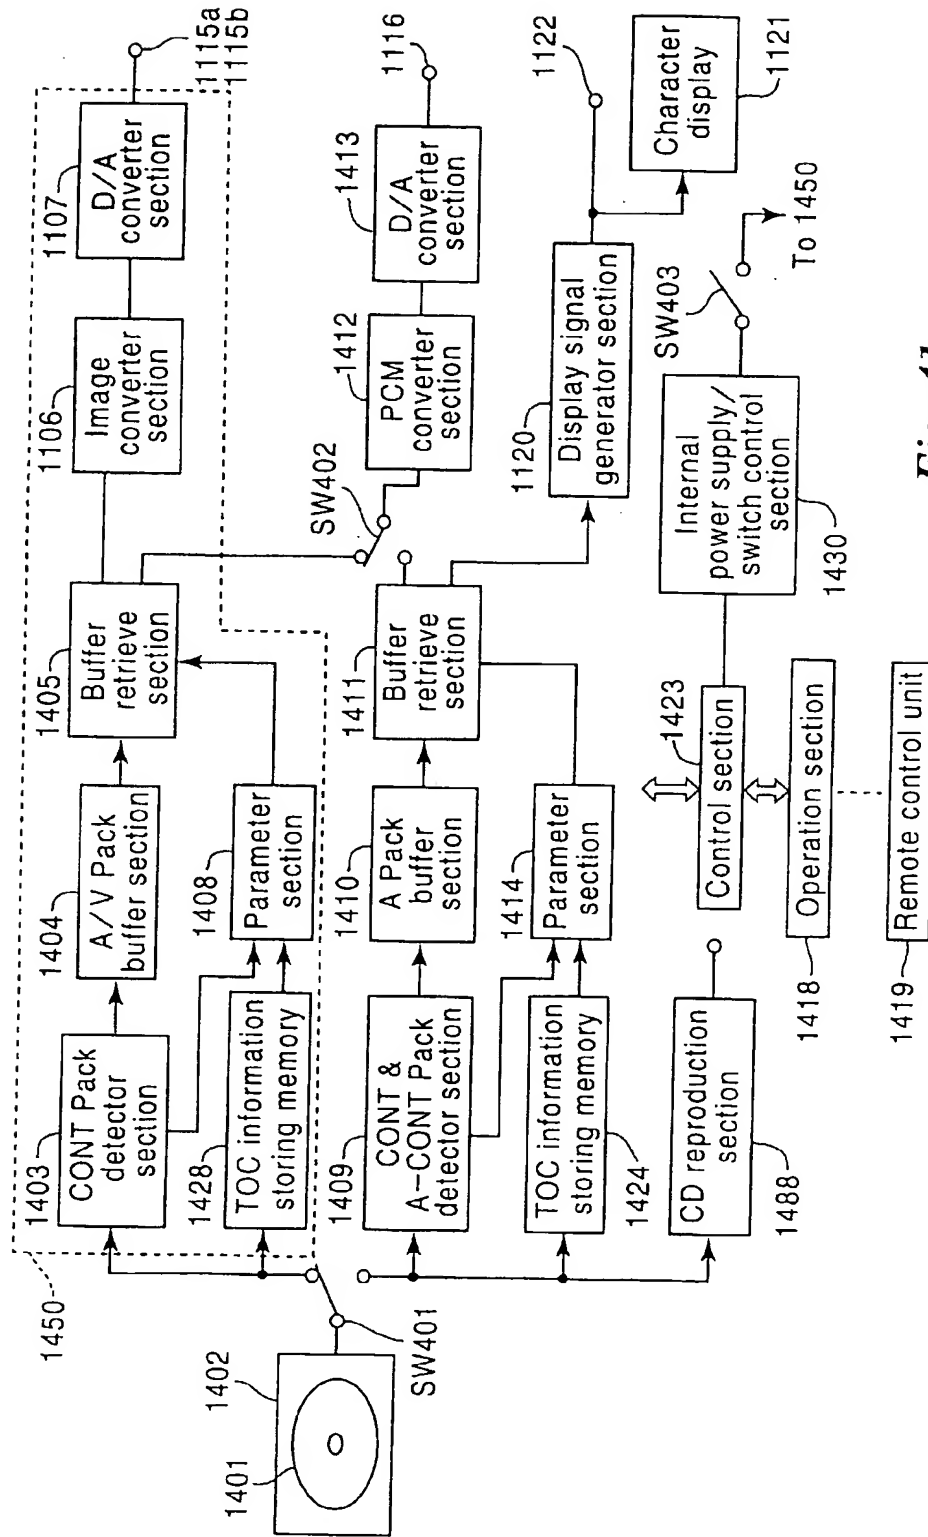 1401
1402
SW401
1450
1403
CONT Pack
detector
section
1404
A/V Pack
buffer section
1405
Buffer
retrieve
section
1106
Image
converter
section
1107
D/A
converter
section
1115a
1115b
1428
TOC information
storing memory
1408
Parameter
section
SW402
1409
CONT &
A-CONT Pack
detector section
1410
A Pack
buffer
section
1411
Buffer
retrieve
section
1412
PCM
converter
section
1413
D/A
converter
section
1116
1424
TOC information
storing memory
1414
Parameter
section
1120
Display signal
generator section
1122
Character
display
1121
1488
CD reproduction
section
1423
Control section
1418
Operation section
1419
Remote control unit
1430
Internal
power supply/
switch control
section
SW403
To 1450